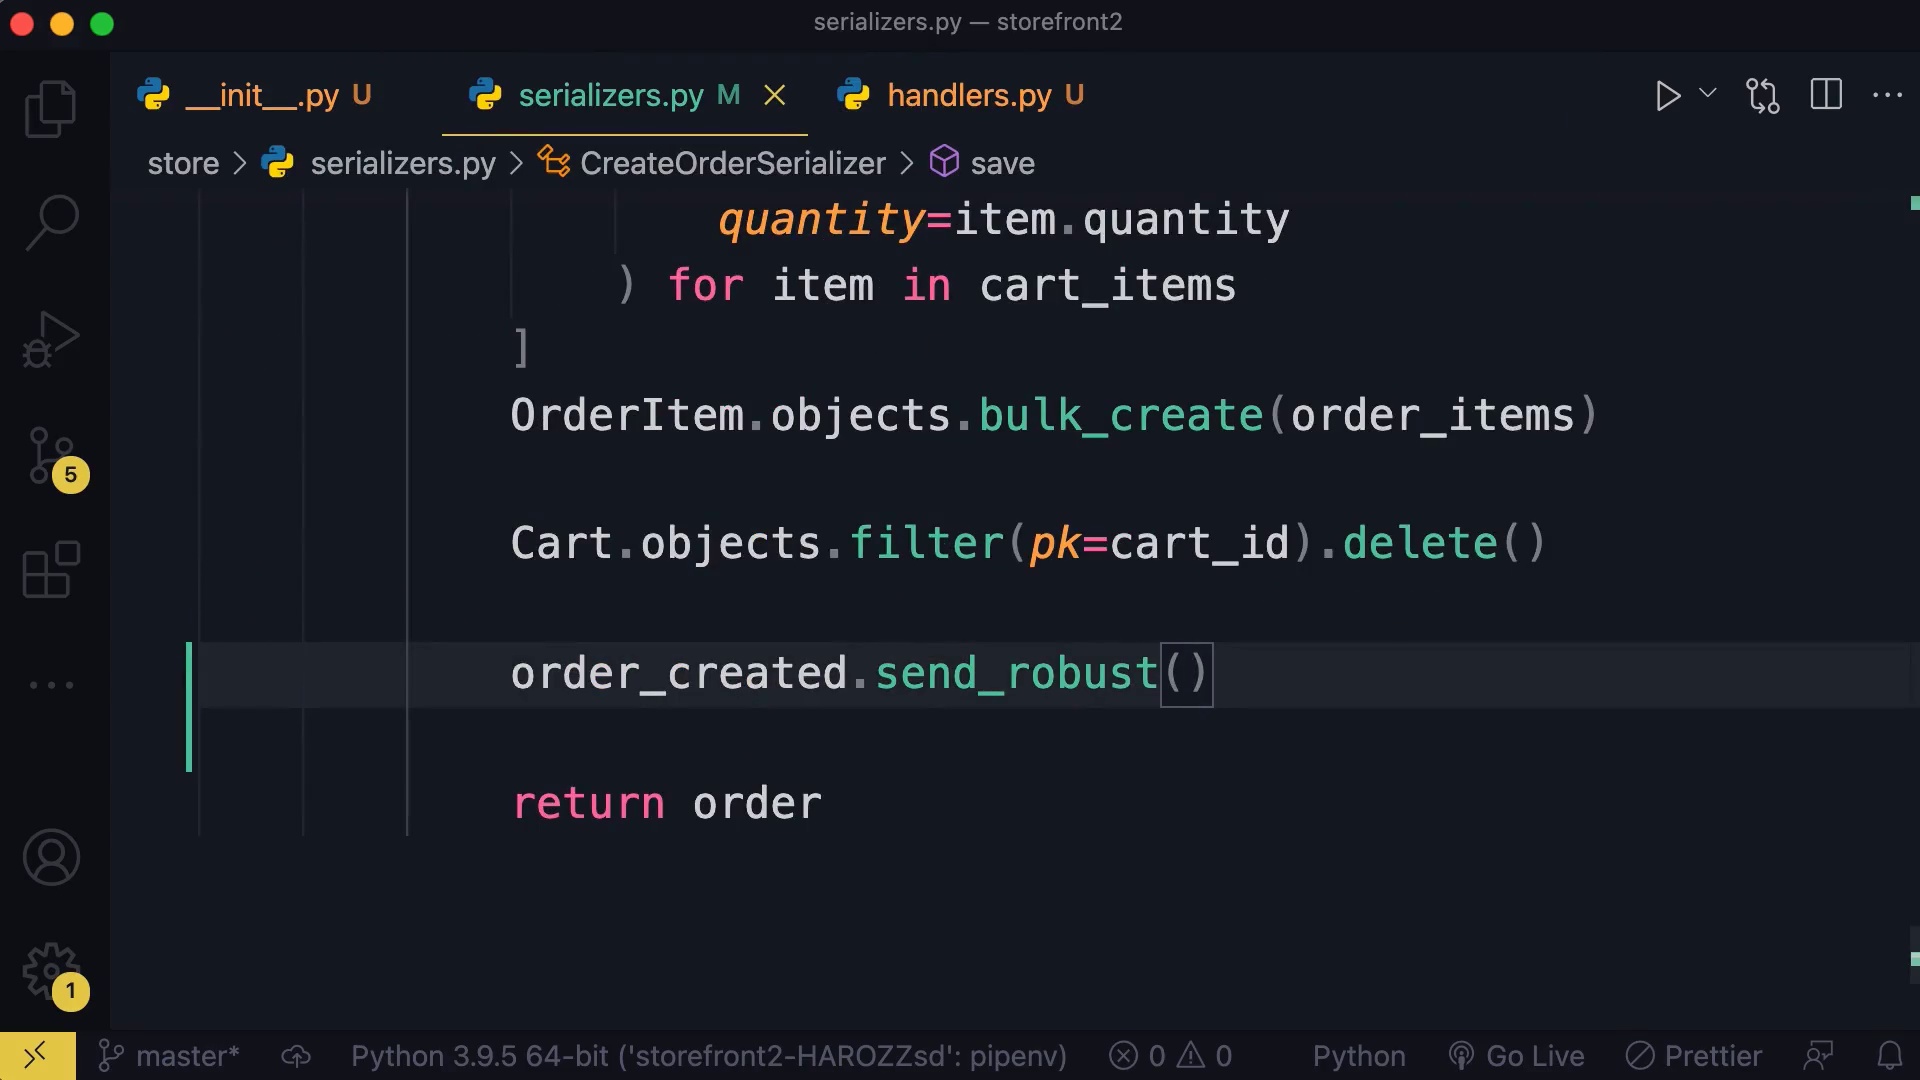 serializers.py — storefront2
__init__.py U
serializers.py M
handlers.py U
store > serializers.py > CreateOrderSerializer > save
quantity=item.quantity
) for item in cart_items
]
OrderItem.objects.bulk_create(order_items)
Cart.objects.filter(pk=cart_id).delete()
order_created.send_robust()
return order
5
1
master* Python 3.9.5 64-bit ('storefront2-HAROZZsd': pipenv) 0 0 Python Go Live Prettier